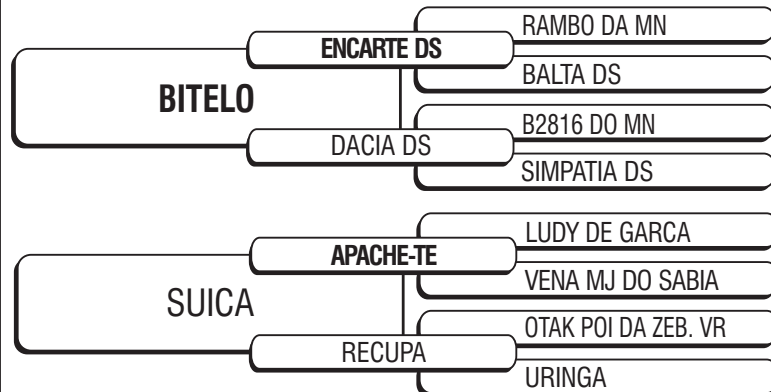 RAMBO DA MN
ENCARTE DS
BALTA DS
BITELO
B2816 DO MN
DACIA DS
SIMPATIA DS
LUDY DE GARCA
APACHE-TE
VENA MJ DO SABIA
SUICA
OTAK POI DA ZEB. VR
RECUPA
URINGA